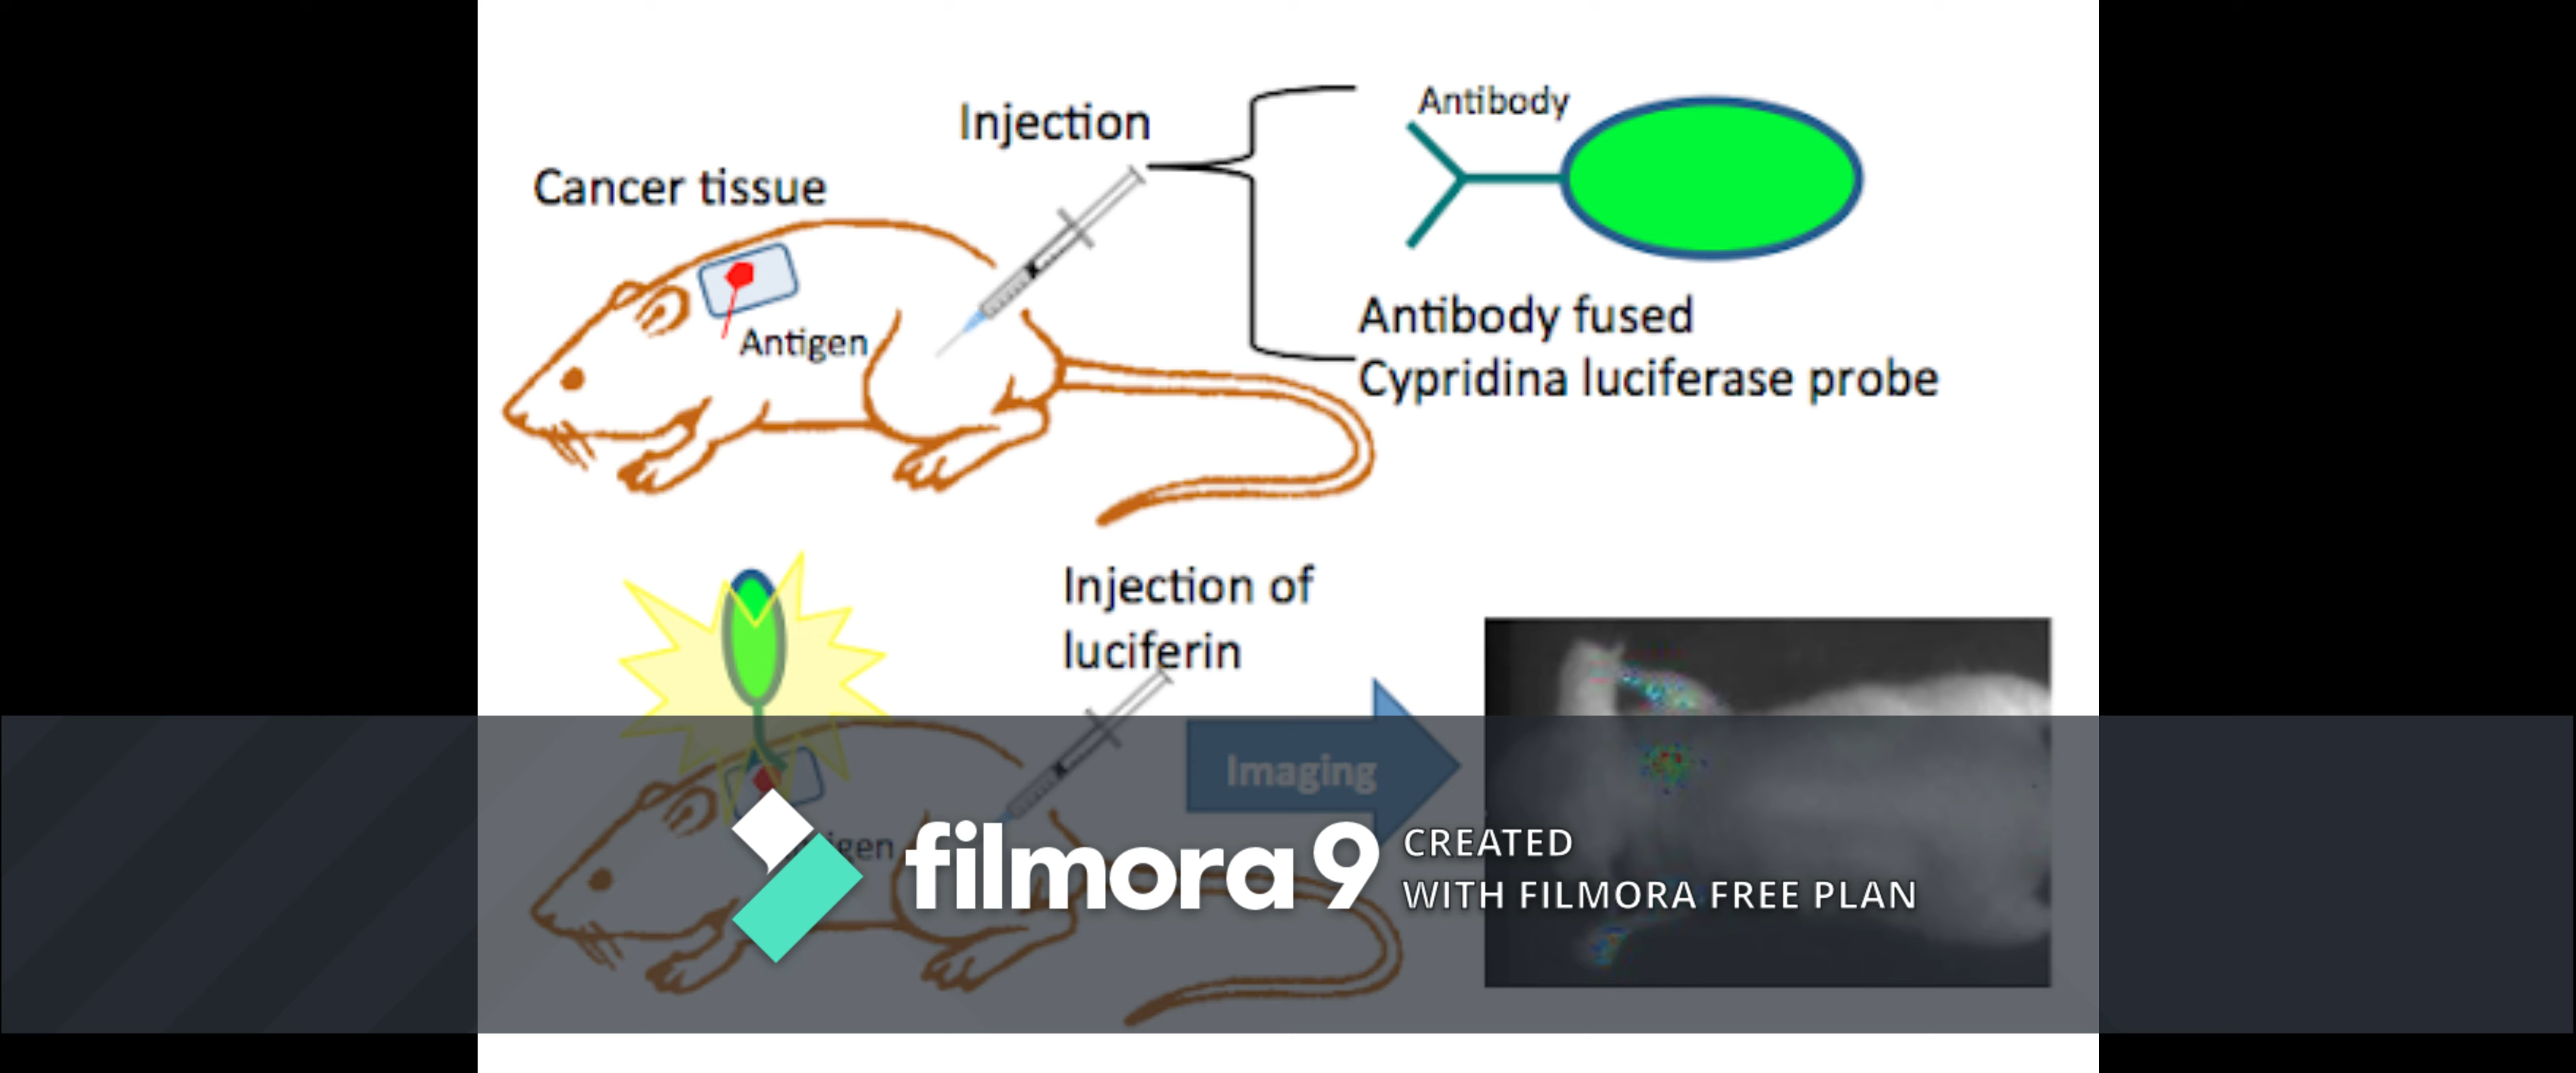 Injection
Antibody
Cancer tissue
Antigen
Antibody fused
Cypridina luciferase probe
Injection of
luciferin
Imaging
filmora 9
CREATED
WITH FILMORA FREE PLAN